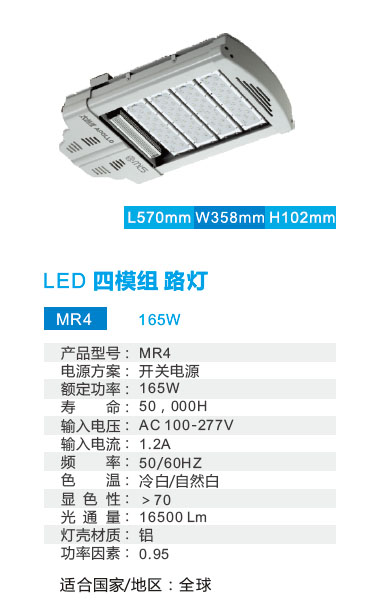 APOLLO
L570mm W358mm H102mm
LED 四模组 路灯
MR4 165W
产品型号：MR4
电源方案：开关电源
额定功率：165W
寿 命：50，000H
输入电压：AC 100-277V
输入电流：1.2A
频 率：50/60HZ
色 温：冷白/自然白
显 色 性：＞70
光 通 量：16500 Lm
灯壳材质：铝
功率因素：0.95
适合国家/地区：全球